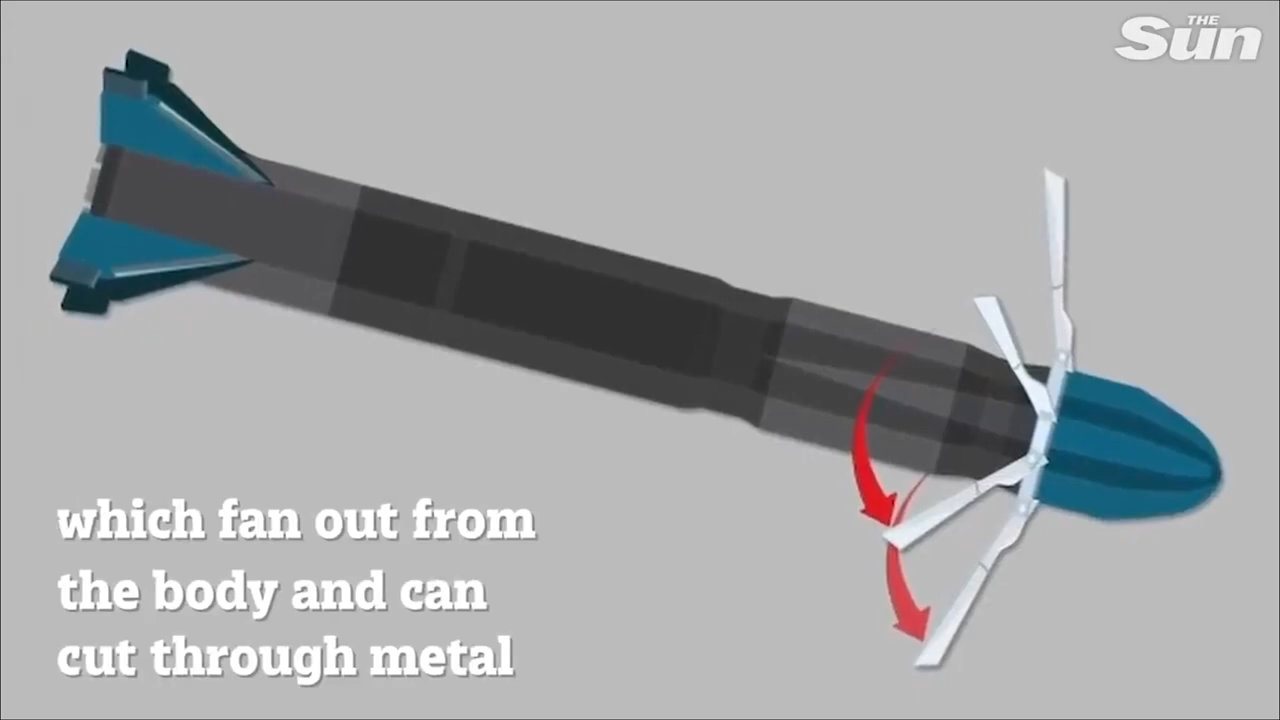 THE
Sun
which fan out from
the body and can
cut through metal